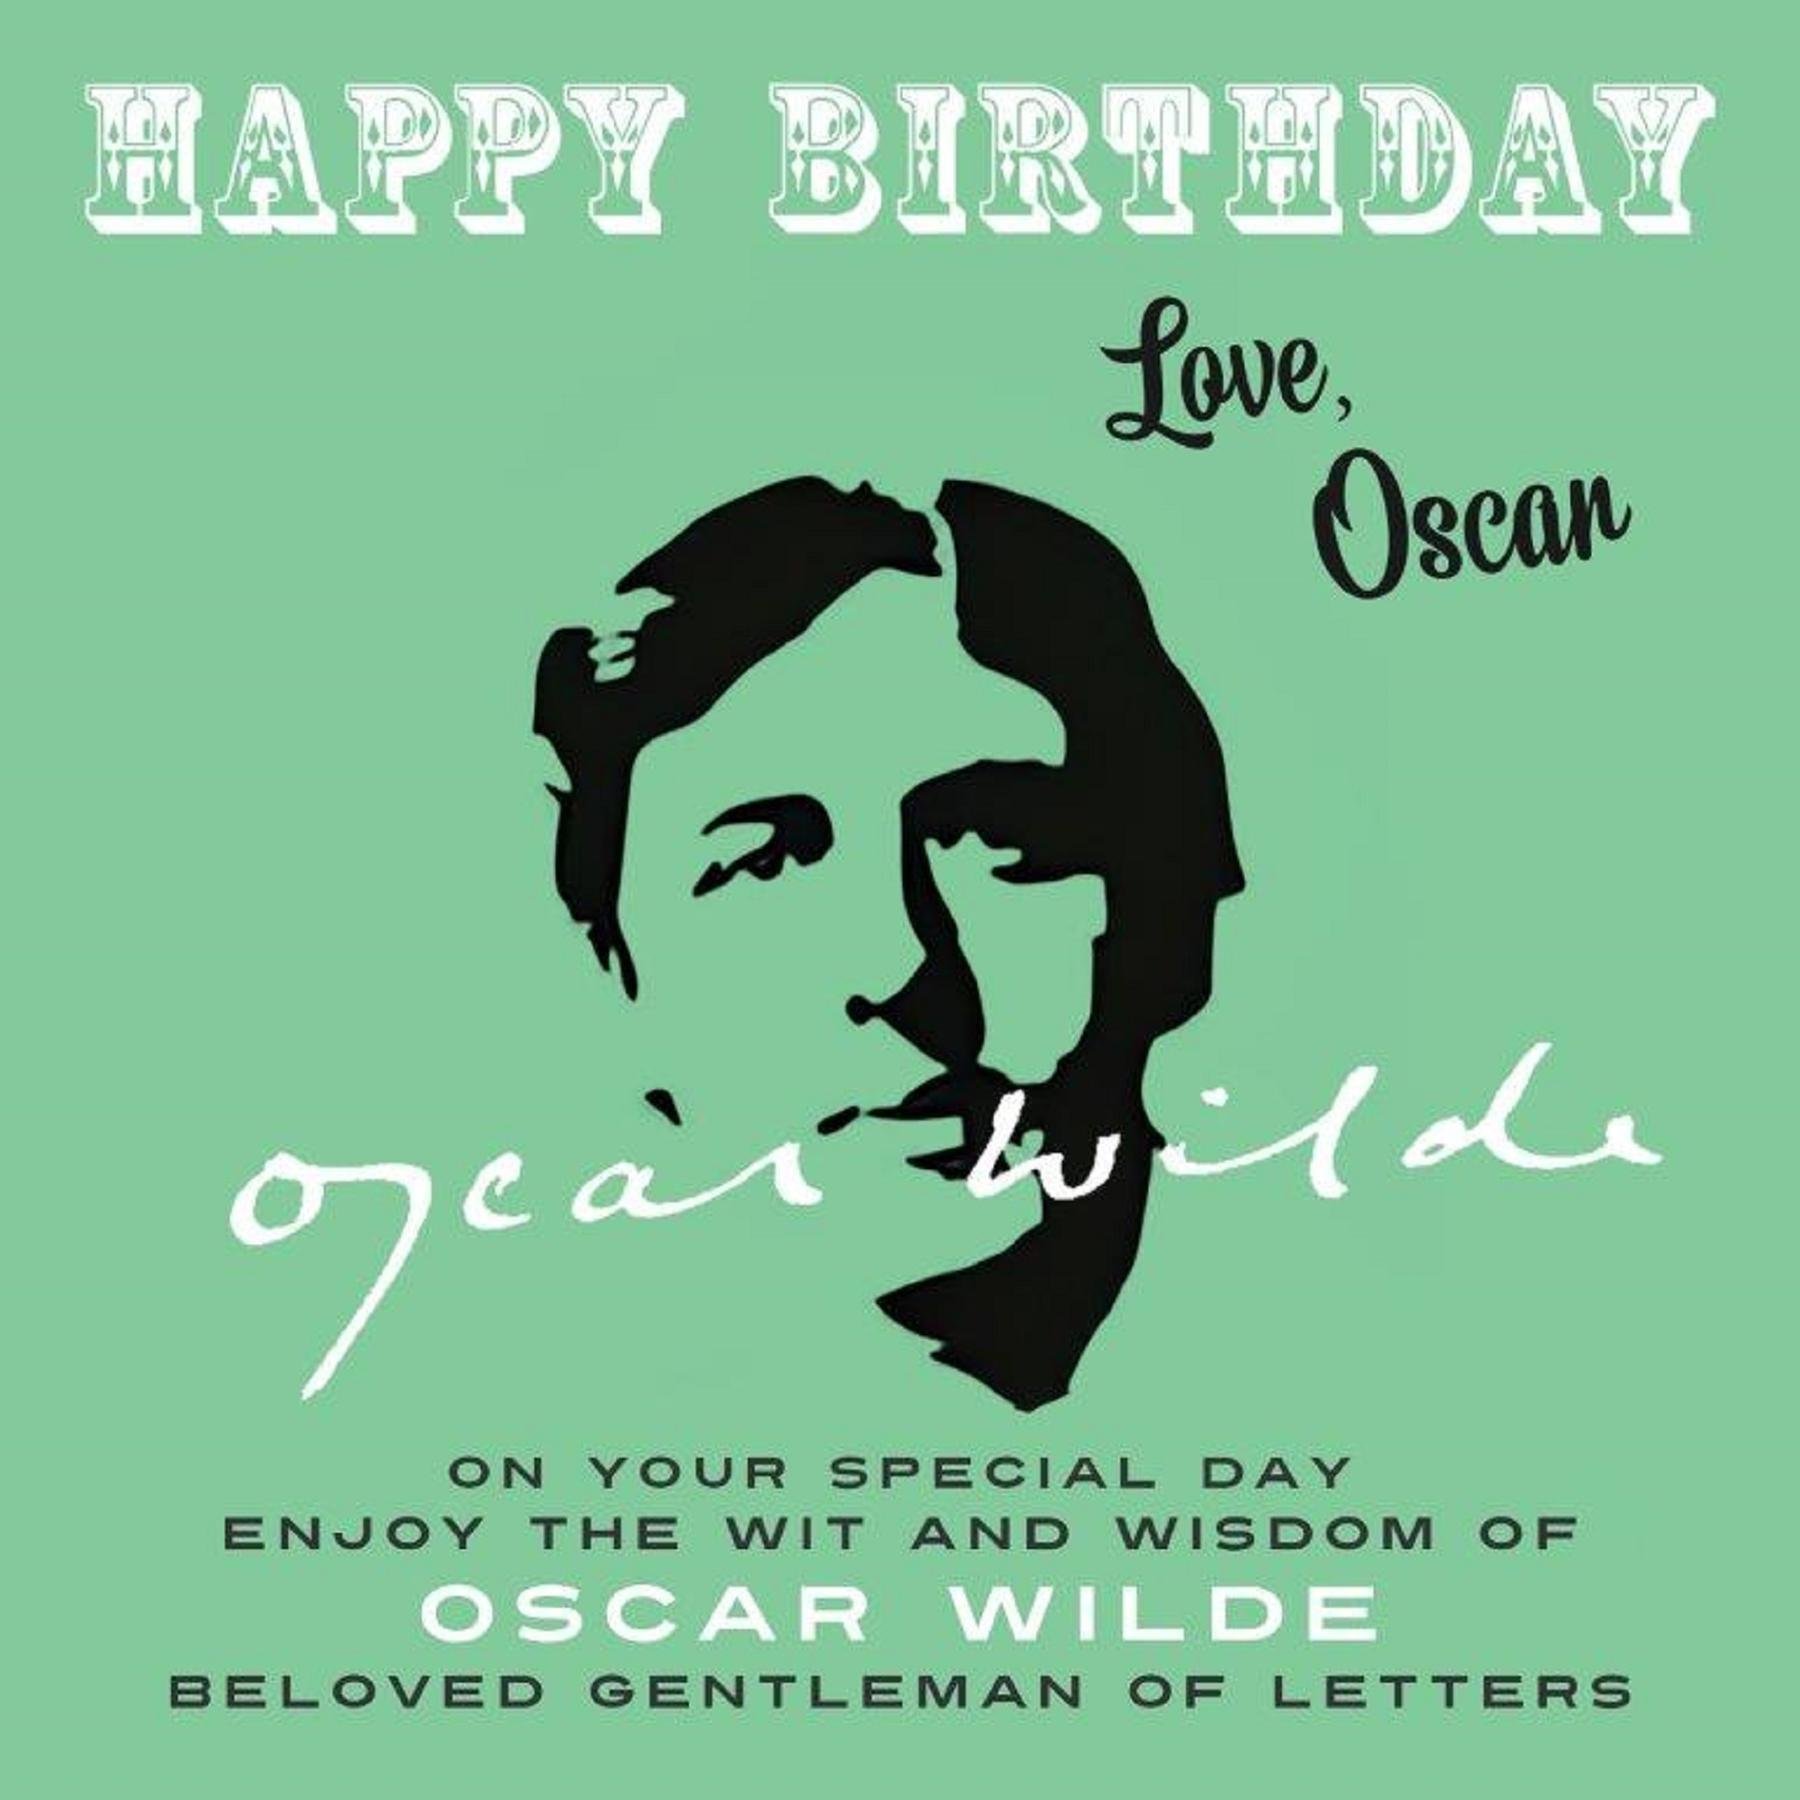 HAPPY BIRTHDAY
Love,
Oscar
oscar wilde
ON YOUR SPECIAL DAY
ENJOY THE WIT AND WISDOM OF
OSCAR WILDE
BELOVED GENTLEMAN OF LETTERS